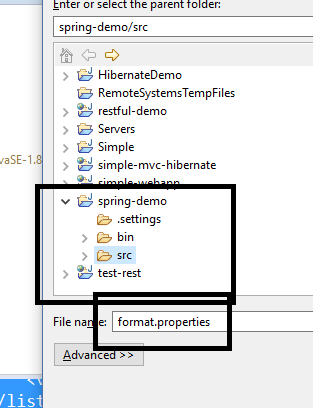 Enter or select the parent folder:
spring-demo/src
HibernateDemo
RemoteSystemsTempFiles
restful-demo
Servers
Simple
simple-mvc-hibernate
simple-webapp
spring-demo
.settings
bin
src
test-rest
File name: format.properties
Advanced >>
vaSE-1.8
/list